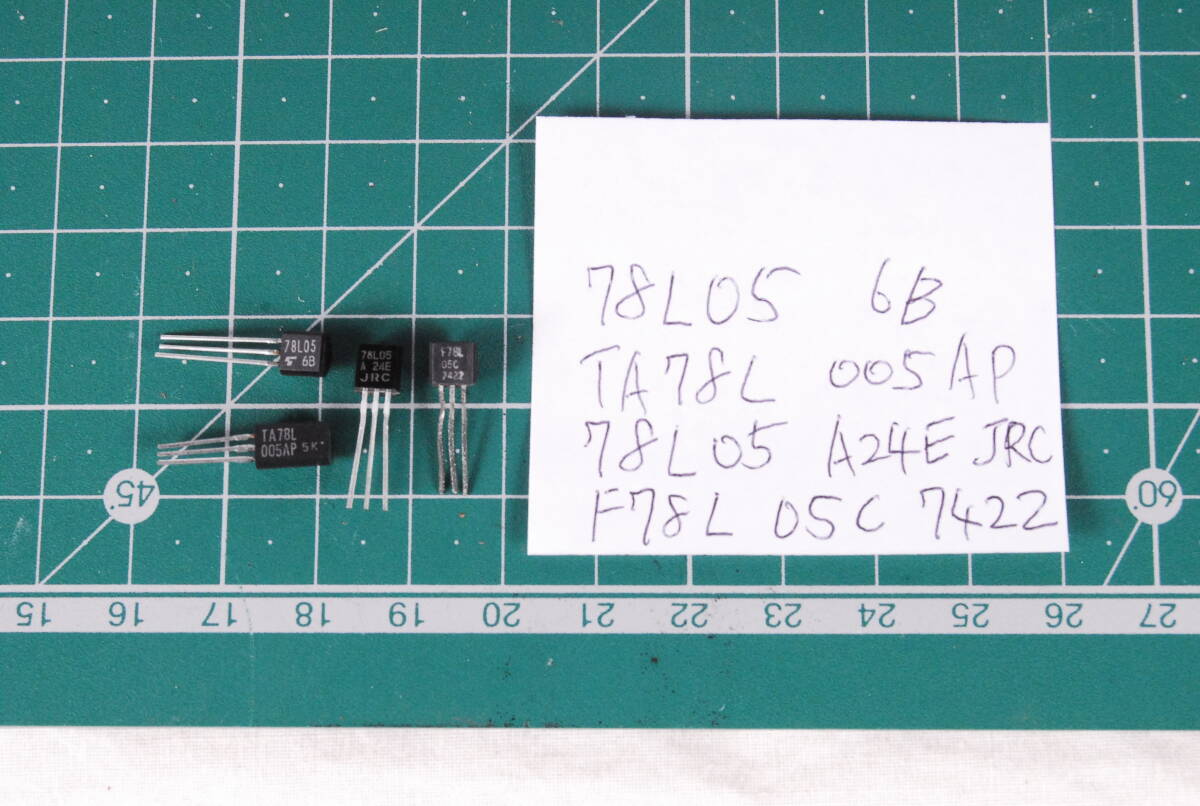 78L05 6B
TA78L 005AP
78L05 A24E JRC
F78L 05C 7422
78L05
6B
78L05
A 24E
JRC
F78L
05C
7422
TA78L
005AP 5K
45°
60°
15 16 17 18 19 20 21 22 23 24 25 26 27